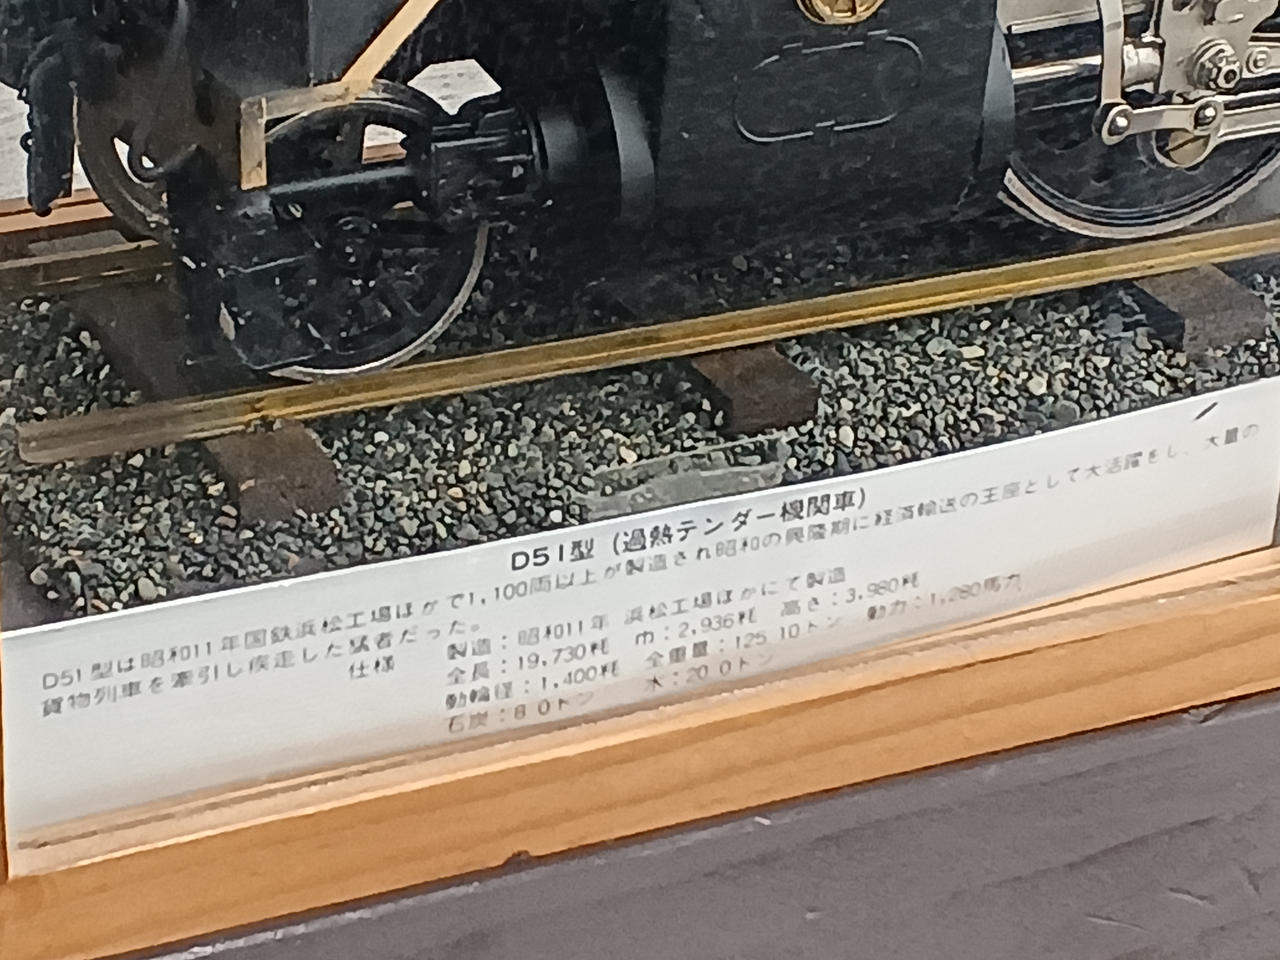 D51型（過熱テンダー機関車）
D51型は昭和11年国鉄浜松工場ほかで1,100両以上が製造され昭和の興隆期に経済輸送の王座として大活躍をし、大量の
貨物列車を牽引し疾走した猛者だった。
仕様　製造：昭和11年 浜松工場ほかにて製造
全長：19,730粍　巾：2,936粍　高さ：3,980粍
動輪径：1,400粍　全重量：125.10トン　動力：1,280馬力
石炭：8.0トン　水：20.0トン